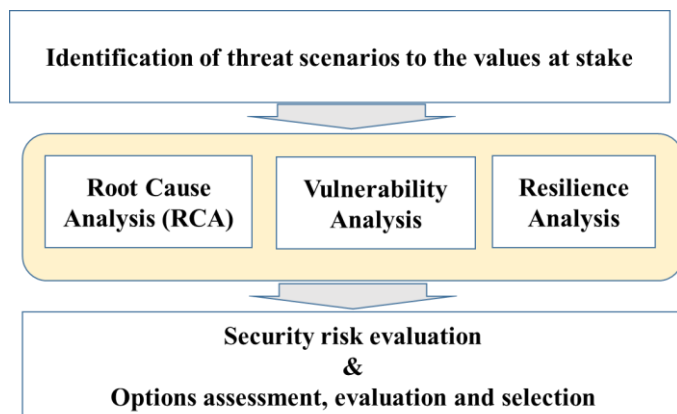 Identification of threat scenarios to the values at stake
Root Cause
Analysis (RCA)
Vulnerability
Analysis
Resilience
Analysis
Security risk evaluation
&
Options assessment, evaluation and selection